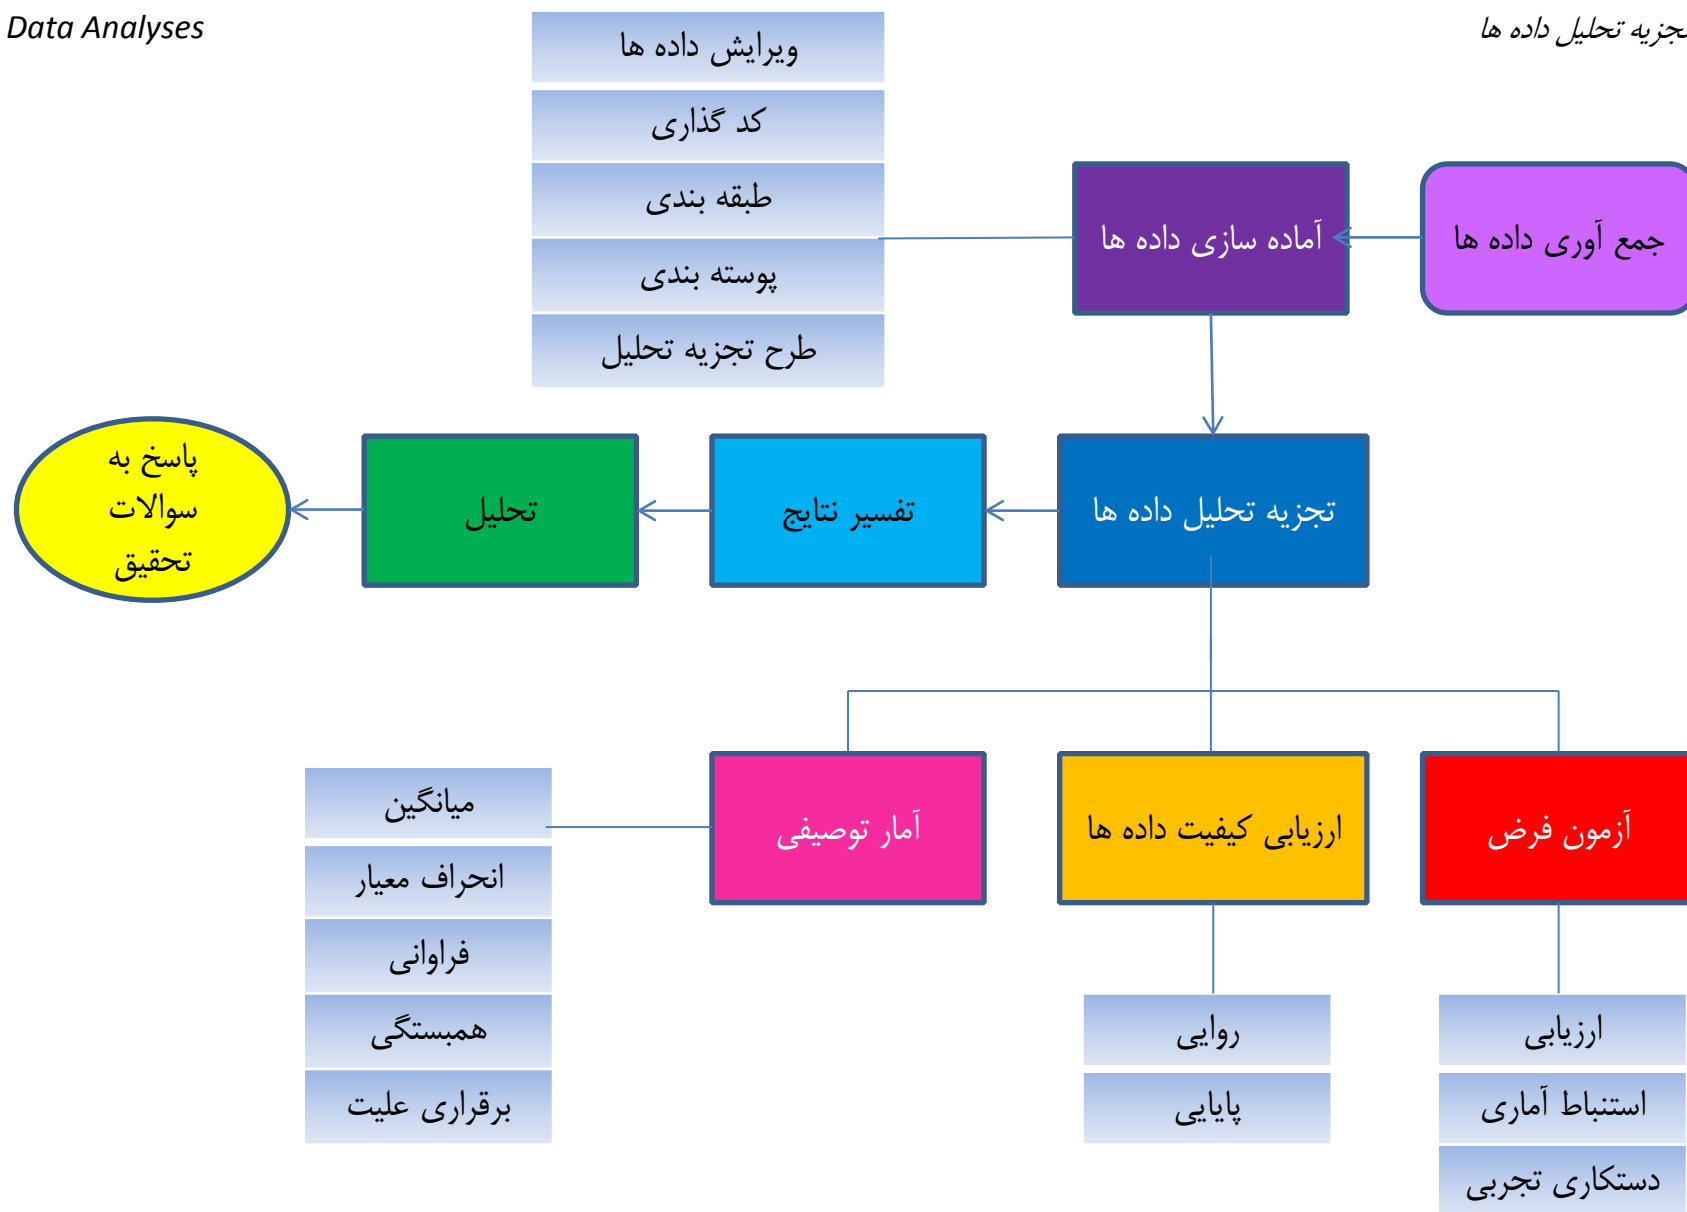 Data Analyses
تجزیه تحلیل داده ها
ویرایش داده ها
کد گذاری
طبقه بندی
پوسته بندی
طرح تجزیه تحلیل
جمع آوری داده ها
آماده سازی داده ها
تجزیه تحلیل داده ها
تفسیر نتایج
تحلیل
پاسخ به
سوالات
تحقیق
آزمون فرض
ارزیابی کیفیت داده ها
آمار توصیفی
میانگین
انحراف معیار
فراوانی
همبستگی
برقراری علیت
روایی
پایایی
ارزیابی
استنباط آماری
دستکاری تجربی